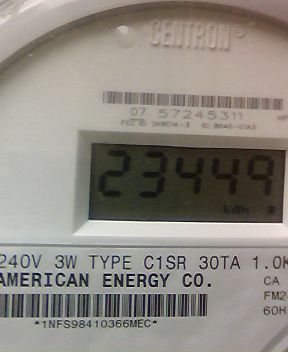 CENTRON
07 57245311
23449
kWh
240V 3W TYPE C1SR 30TA 1.0K
AMERICAN ENERGY CO.
CA
FM2
60H
*1NFS98410366MEC*